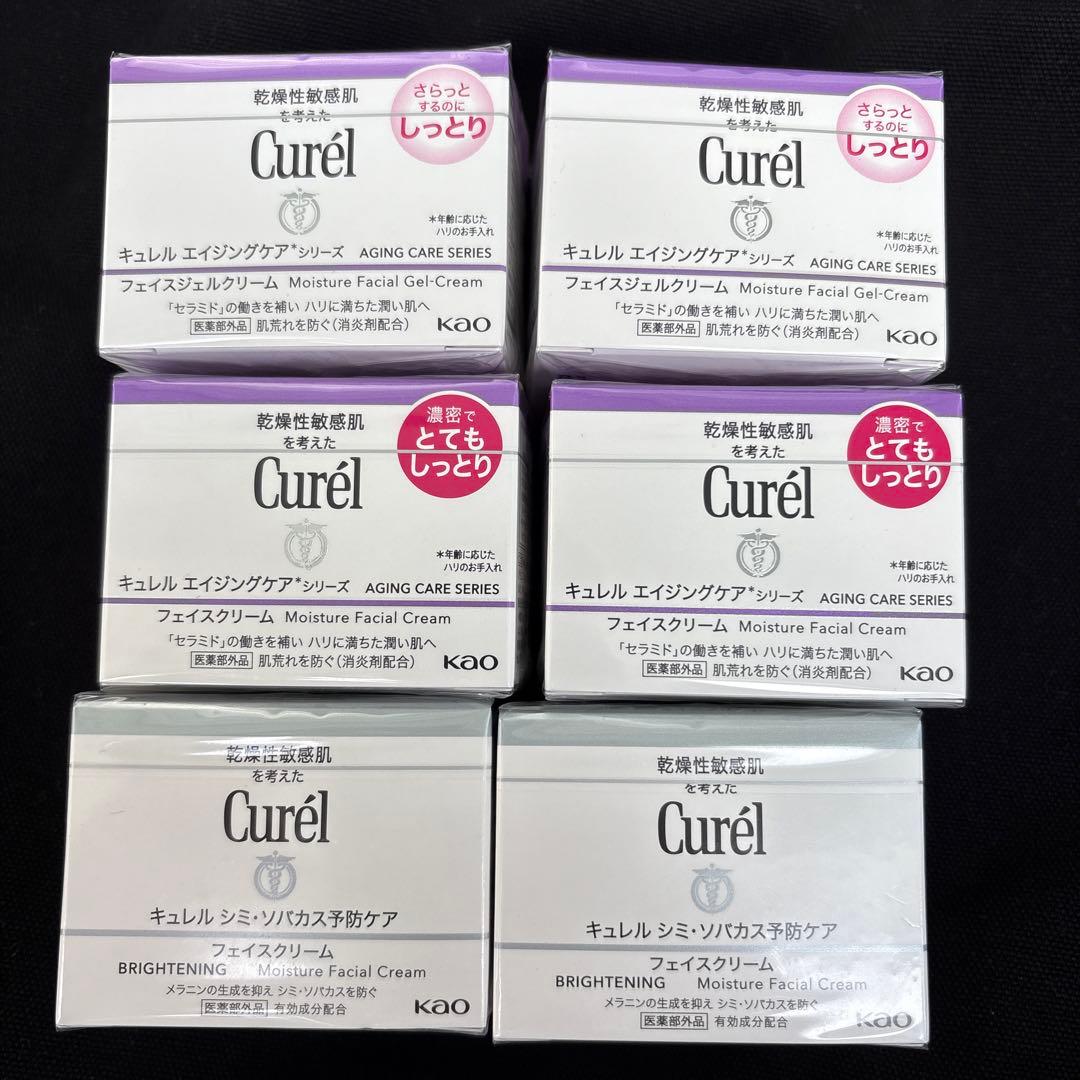 乾燥性敏感肌
を考えた
Curél
さらっと
するのに
しっとり
*年齢に応じた
ハリのお手入れ
キュレル エイジングケア*シリーズ AGING CARE SERIES
フェイスジェルクリーム Moisture Facial Gel-Cream
「セラミド」の働きを補い ハリに満ちた潤い肌へ
医薬部外品 肌荒れを防ぐ(消炎剤配合)
Kao
乾燥性敏感肌
を考えた
Curél
さらっと
するのに
しっとり
*年齢に応じた
ハリのお手入れ
キュレル エイジングケア*シリーズ AGING CARE SERIES
フェイスジェルクリーム Moisture Facial Gel-Cream
「セラミド」の働きを補い ハリに満ちた潤い肌へ
医薬部外品 肌荒れを防ぐ(消炎剤配合)
Kao
乾燥性敏感肌
を考えた
Curél
濃密で
とても
しっとり
*年齢に応じた
ハリのお手入れ
キュレル エイジングケア*シリーズ AGING CARE SERIES
フェイスクリーム Moisture Facial Cream
「セラミド」の働きを補い ハリに満ちた潤い肌へ
医薬部外品 肌荒れを防ぐ(消炎剤配合)
Kao
乾燥性敏感肌
を考えた
Curél
濃密で
とても
しっとり
*年齢に応じた
ハリのお手入れ
キュレル エイジングケア*シリーズ AGING CARE SERIES
フェイスクリーム Moisture Facial Cream
「セラミド」の働きを補い ハリに満ちた潤い肌へ
医薬部外品 肌荒れを防ぐ(消炎剤配合)
Kao
乾燥性敏感肌
を考えた
Curél
キュレル シミ・ソバカス予防ケア
フェイスクリーム
BRIGHTENING Moisture Facial Cream
メラニンの生成を抑え シミ・ソバカスを防ぐ
医薬部外品 有効成分配合
Kao
乾燥性敏感肌
を考えた
Curél
キュレル シミ・ソバカス予防ケア
フェイスクリーム
BRIGHTENING Moisture Facial Cream
メラニンの生成を抑え シミ・ソバカスを防ぐ
医薬部外品 有効成分配合
Kao